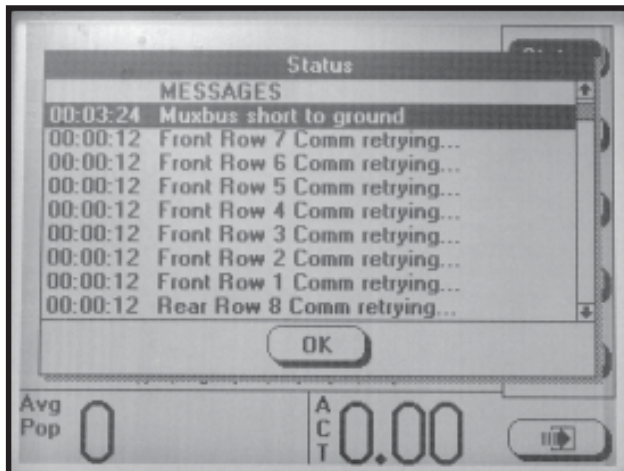 Status
MESSAGES
00:03:24 Muxbus short to ground
00:00:12 Front Row 7 Comm retrying...
00:00:12 Front Row 6 Comm retrying...
00:00:12 Front Row 5 Comm retrying...
00:00:12 Front Row 4 Comm retrying...
00:00:12 Front Row 3 Comm retrying...
00:00:12 Front Row 2 Comm retrying...
00:00:12 Front Row 1 Comm retrying...
00:00:12 Rear Row 8 Comm retrying...
OK
Avg
Pop 0
ACT 0.00